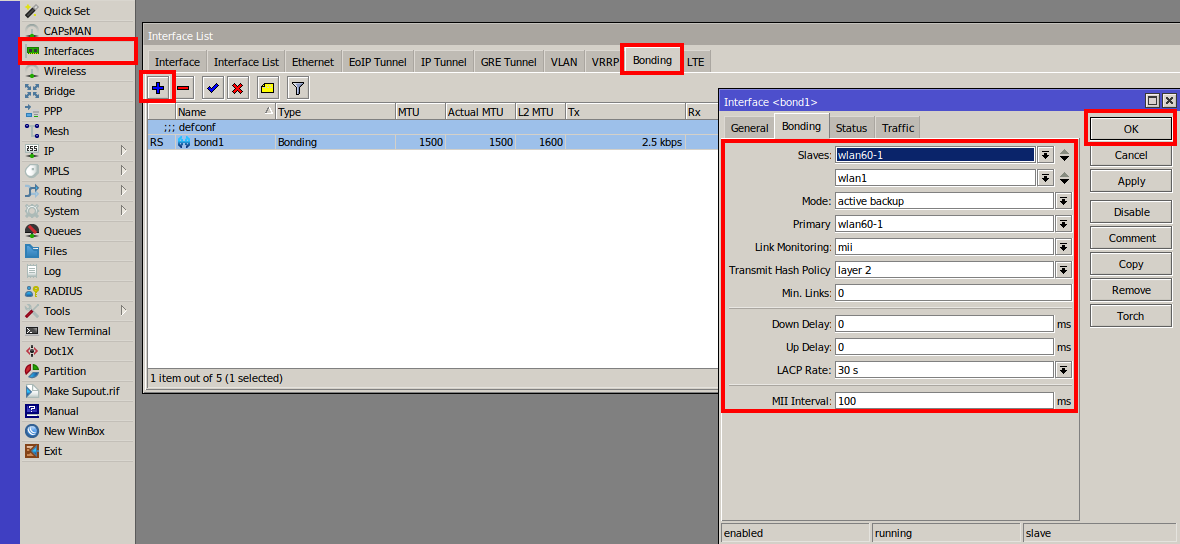 Quick Set
CAPsMAN
Interfaces
Wireless
Bridge
PPP
Mesh
IP
MPLS
Routing
System
Queues
Files
Log
RADIUS
Tools
New Terminal
Dot1X
Partition
Make Supout.rif
Manual
New WinBox
Exit
Interface List
Interface Interface List Ethernet EoIP Tunnel IP Tunnel GRE Tunnel VLAN VRRP Bonding LTE
Name Type MTU Actual MTU L2 MTU Tx Rx
;;; defconf
RS bond1 Bonding 1500 1500 1600 2.5 kbps
1 item out of 5 (1 selected)
Interface <bond1>
General Bonding Status Traffic
Slaves: wlan60-1
wlan1
Mode: active backup
Primary wlan60-1
Link Monitoring: mii
Transmit Hash Policy layer 2
Min. Links: 0
Down Delay: 0 ms
Up Delay: 0 ms
LACP Rate: 30 s
MII Interval: 100 ms
OK
Cancel
Apply
Disable
Comment
Copy
Remove
Torch
enabled running slave